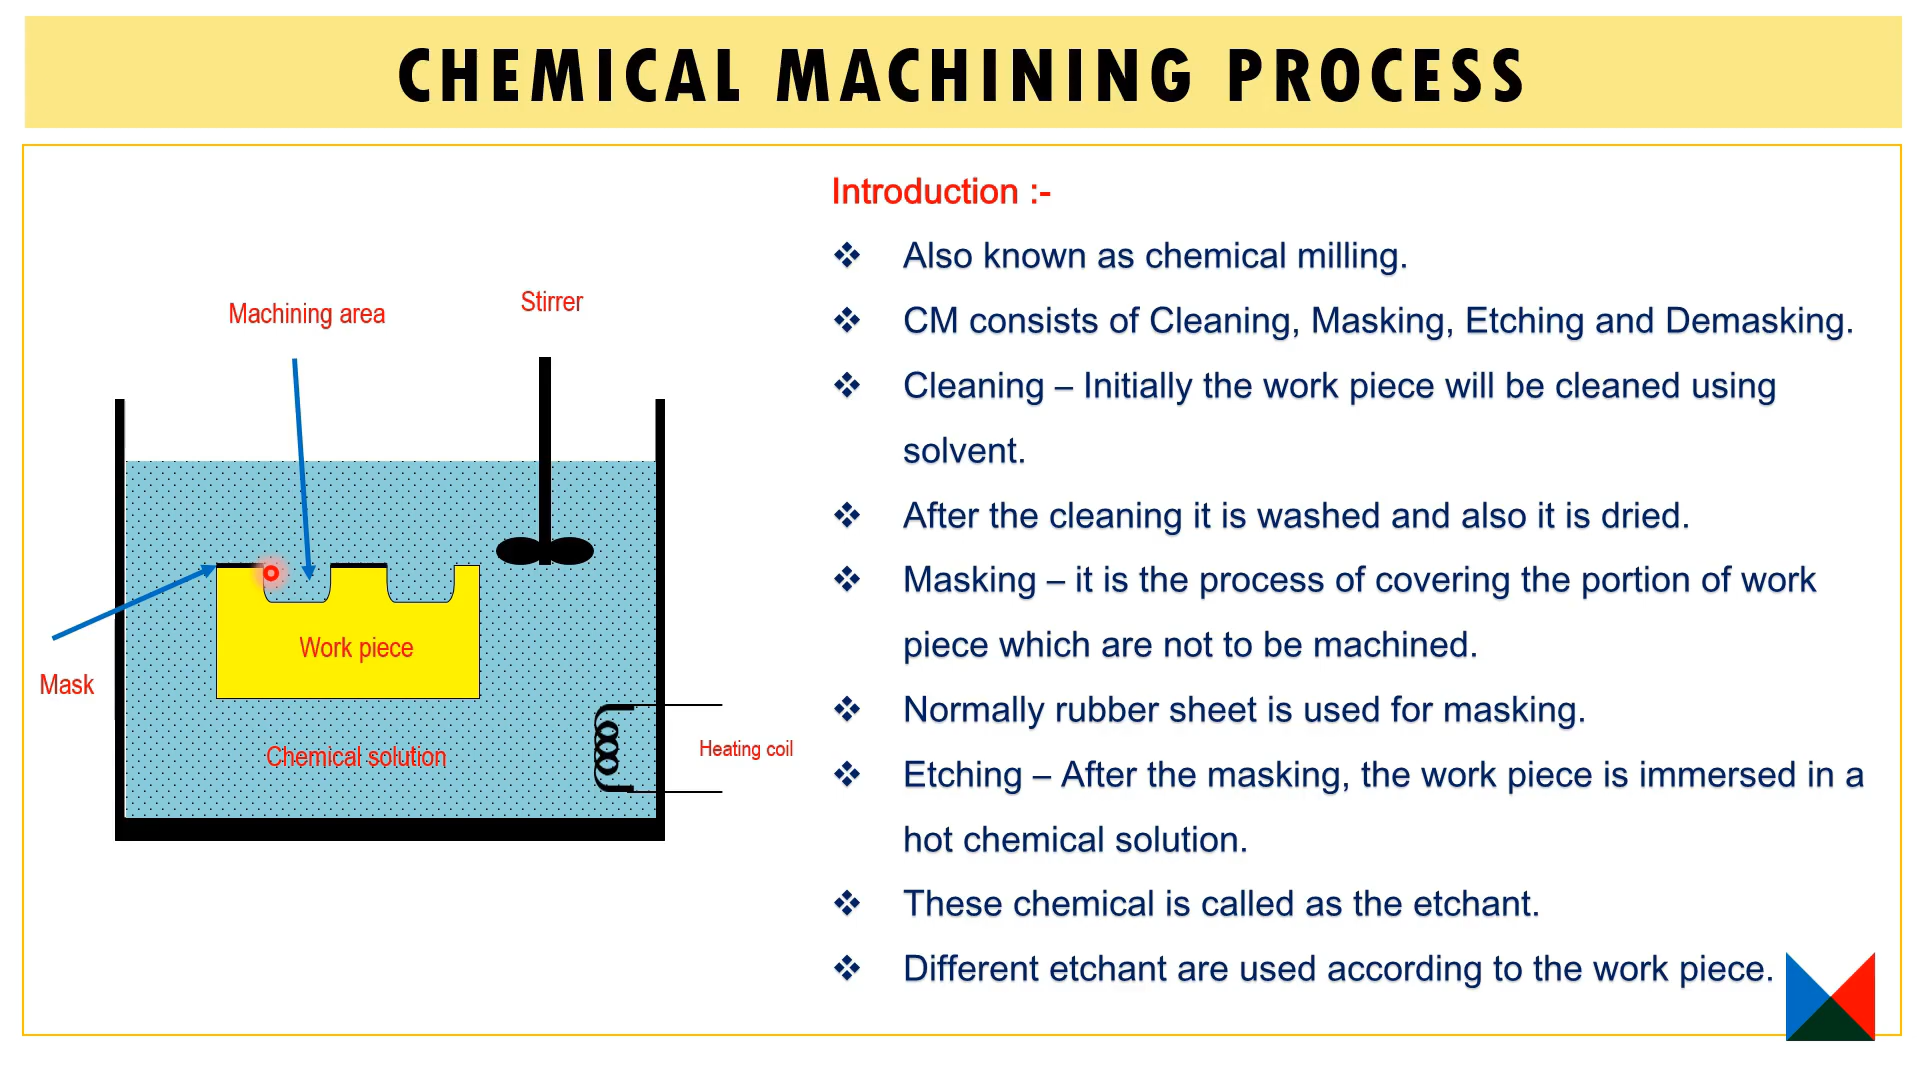 CHEMICAL MACHINING PROCESS
Introduction :-
Also known as chemical milling.
CM consists of Cleaning, Masking, Etching and Demasking.
Cleaning – Initially the work piece will be cleaned using
solvent.
After the cleaning it is washed and also it is dried.
Masking – it is the process of covering the portion of work
piece which are not to be machined.
Normally rubber sheet is used for masking.
Etching – After the masking, the work piece is immersed in a
hot chemical solution.
These chemical is called as the etchant.
Different etchant are used according to the work piece.
Machining area
Stirrer
Work piece
Mask
Heating coil
Chemical solution